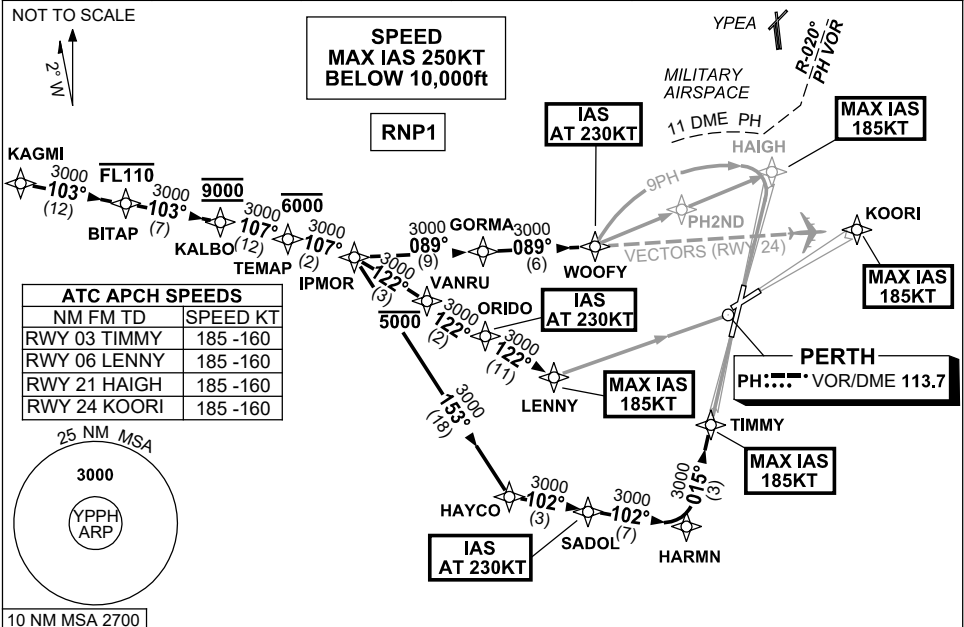 NOT TO SCALE
2° W
SPEED
MAX IAS 250KT
BELOW 10,000ft
RNP1
YPEA
R-020°
PH VOR
MILITARY
AIRSPACE
11 DME PH
IAS
AT 230KT
MAX IAS
185KT
HAIGH
KAGMI
3000
103°
(12)
FL110
BITAP
3000
103°
(7)
9000
KALBO
3000
107°
(12)
6000
TEMAP
3000
107°
(2)
IPMOR
3000
089°
(9)
GORMA
3000
089°
(6)
WOOFY
9PH
PH2ND
VECTORS (RWY 24)
KOORI
MAX IAS
185KT
3000
122°
(3)
VANRU
5000
3000
122°
(2)
ORIDO
IAS
AT 230KT
3000
122°
(11)
LENNY
MAX IAS
185KT
PERTH
PH VOR/DME 113.7
3000
153°
(18)
HAYCO
3000
102°
(3)
SADOL
IAS
AT 230KT
3000
102°
(7)
HARMN
3000
015°
(3)
TIMMY
MAX IAS
185KT
ATC APCH SPEEDS
NM FM TD SPEED KT
RWY 03 TIMMY 185 -160
RWY 06 LENNY 185 -160
RWY 21 HAIGH 185 -160
RWY 24 KOORI 185 -160
25 NM MSA
3000
YPPH
ARP
10 NM MSA 2700